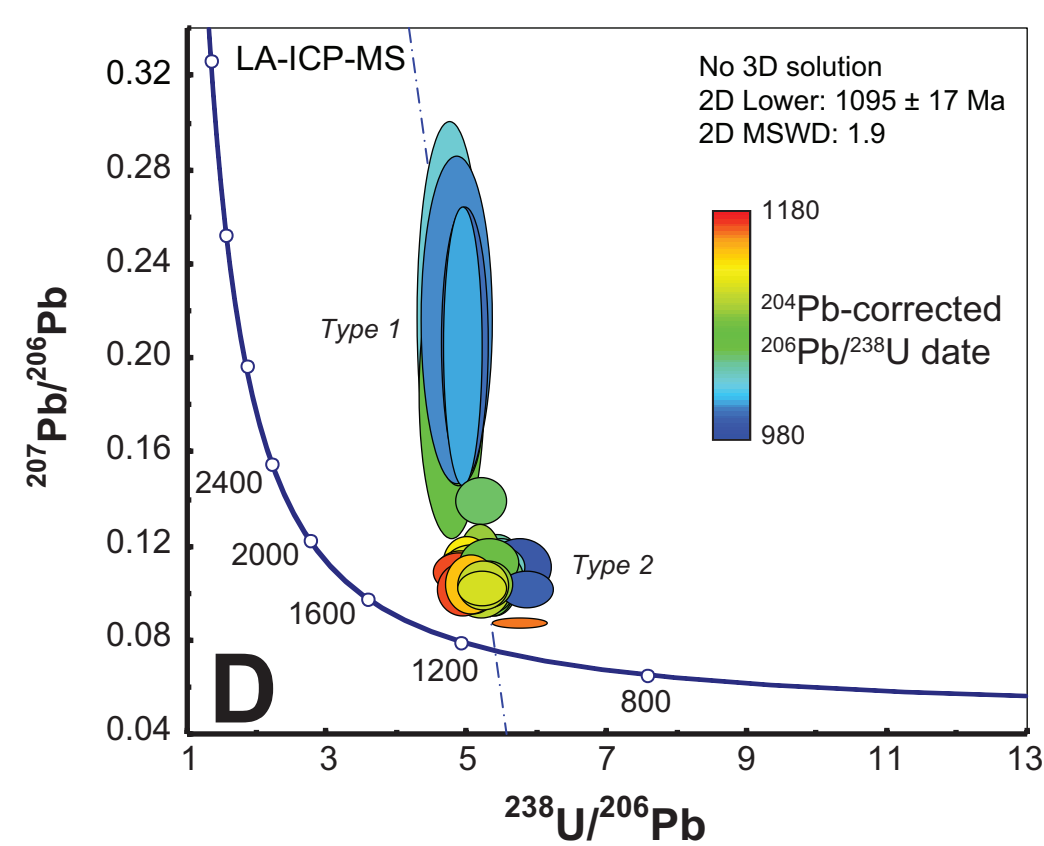 LA-ICP-MS
No 3D solution
2D Lower: 1095 ± 17 Ma
2D MSWD: 1.9
1180
204Pb-corrected
206Pb/238U date
980
Type 1
Type 2
2400
2000
1600
1200
800
D
207Pb/206Pb
0.32
0.28
0.24
0.20
0.16
0.12
0.08
0.04
1 3 5 7 9 11 13
238U/206Pb